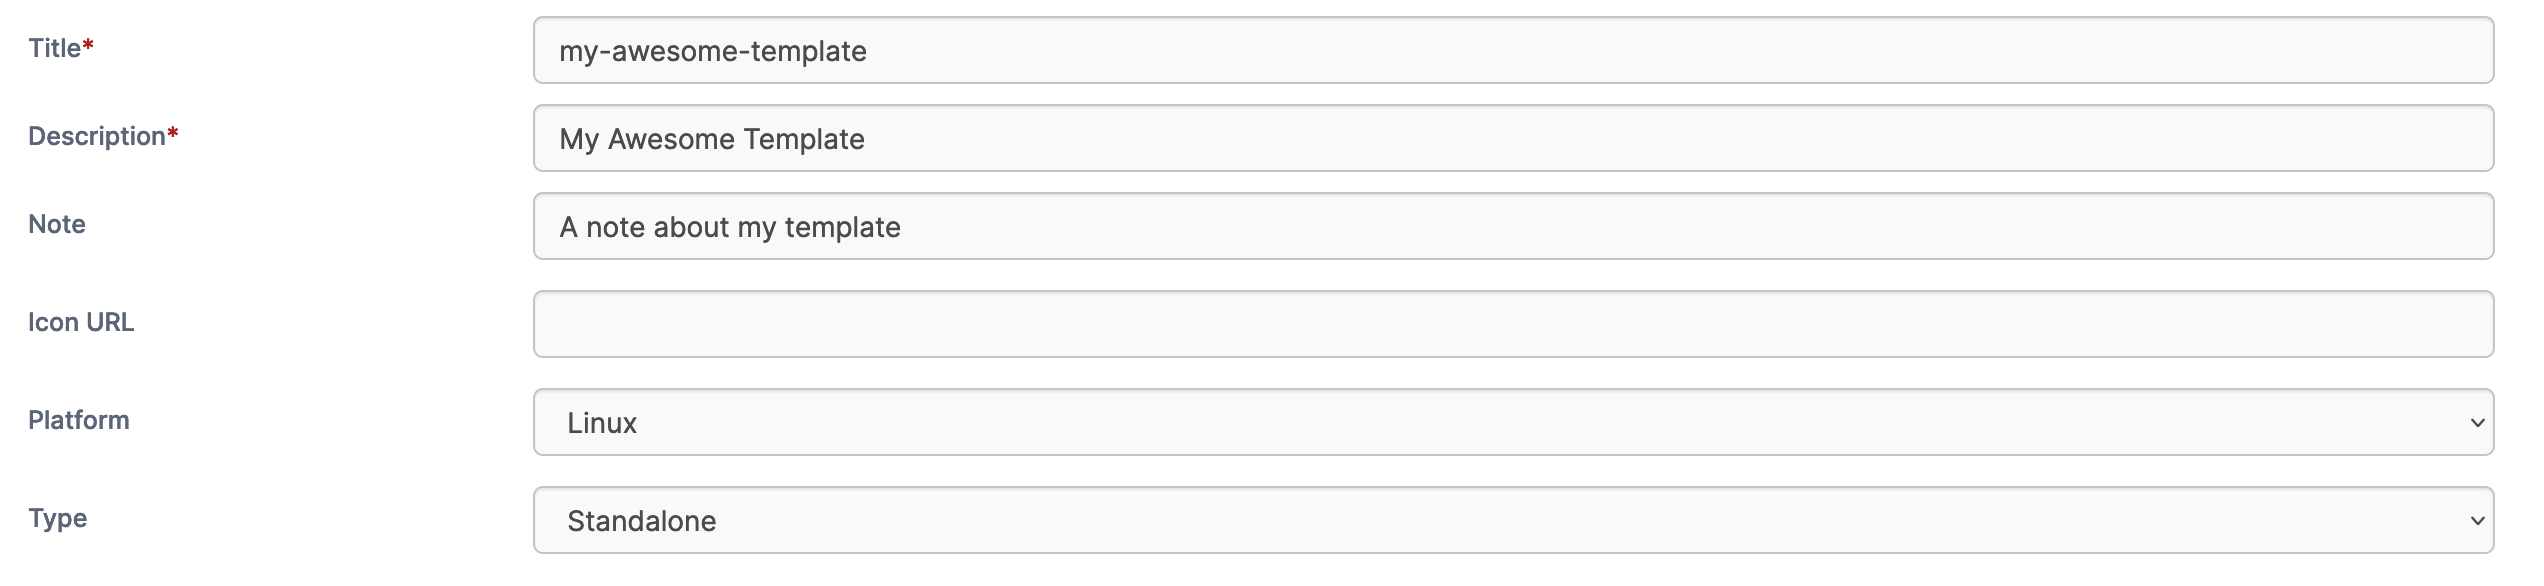 Title* my-awesome-template
Description* My Awesome Template
Note A note about my template
Icon URL
Platform Linux
Type Standalone